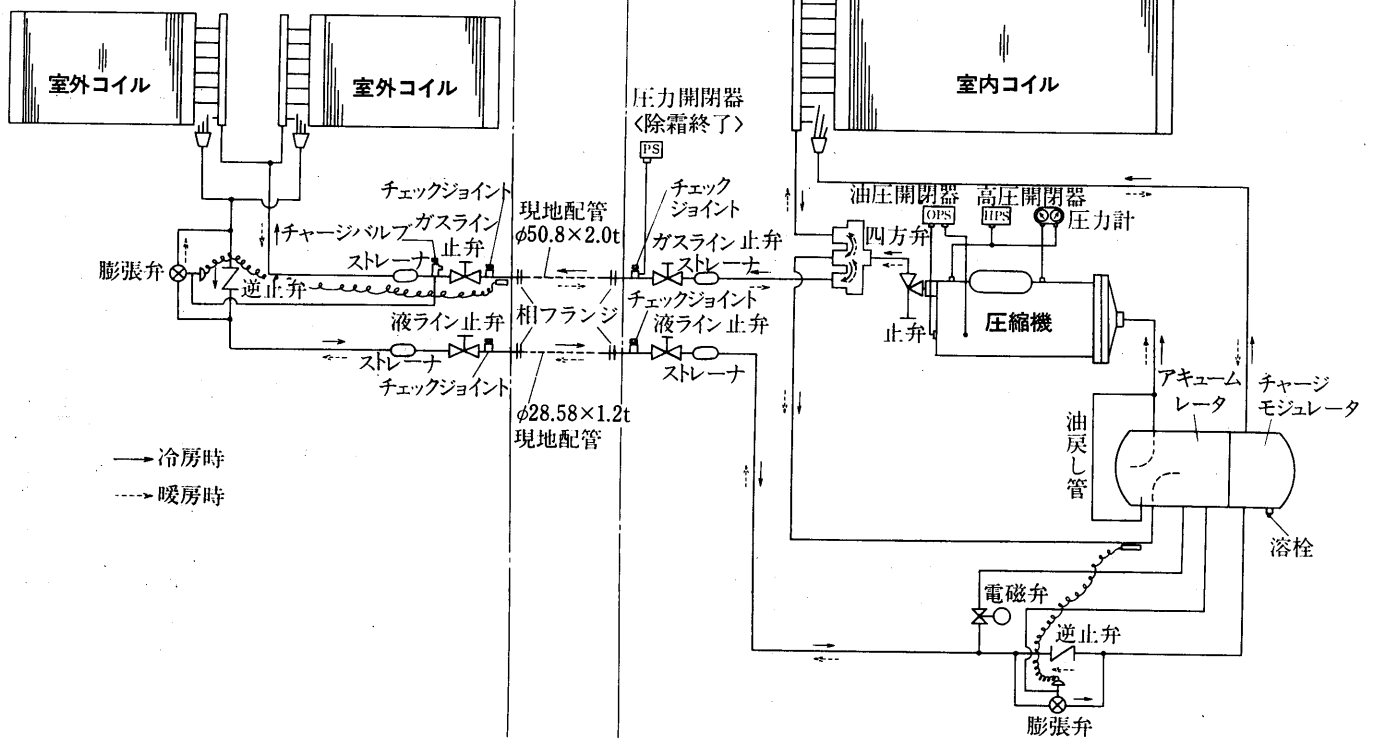 室外コイル
室外コイル
室内コイル
圧力開閉器
〈除霜終了〉
PS
チェックジョイント
チェック
ジョイント
現地配管
φ50.8×2.0t
油圧開閉器
高圧開閉器
OPS
HPS
圧力計
チャージバルブ
ガスライン
止弁
ストレーナ
ガスライン止弁
ストレーナ
四方弁
膨張弁
逆止弁
相フランジ
チェックジョイント
液ライン止弁
液ライン止弁
止弁
圧縮機
ストレーナ
チェックジョイント
ストレーナ
φ28.58×1.2t
現地配管
アキューム
レータ
チャージ
モジュレータ
油戻し管
冷房時
暖房時
溶栓
電磁弁
逆止弁
膨張弁